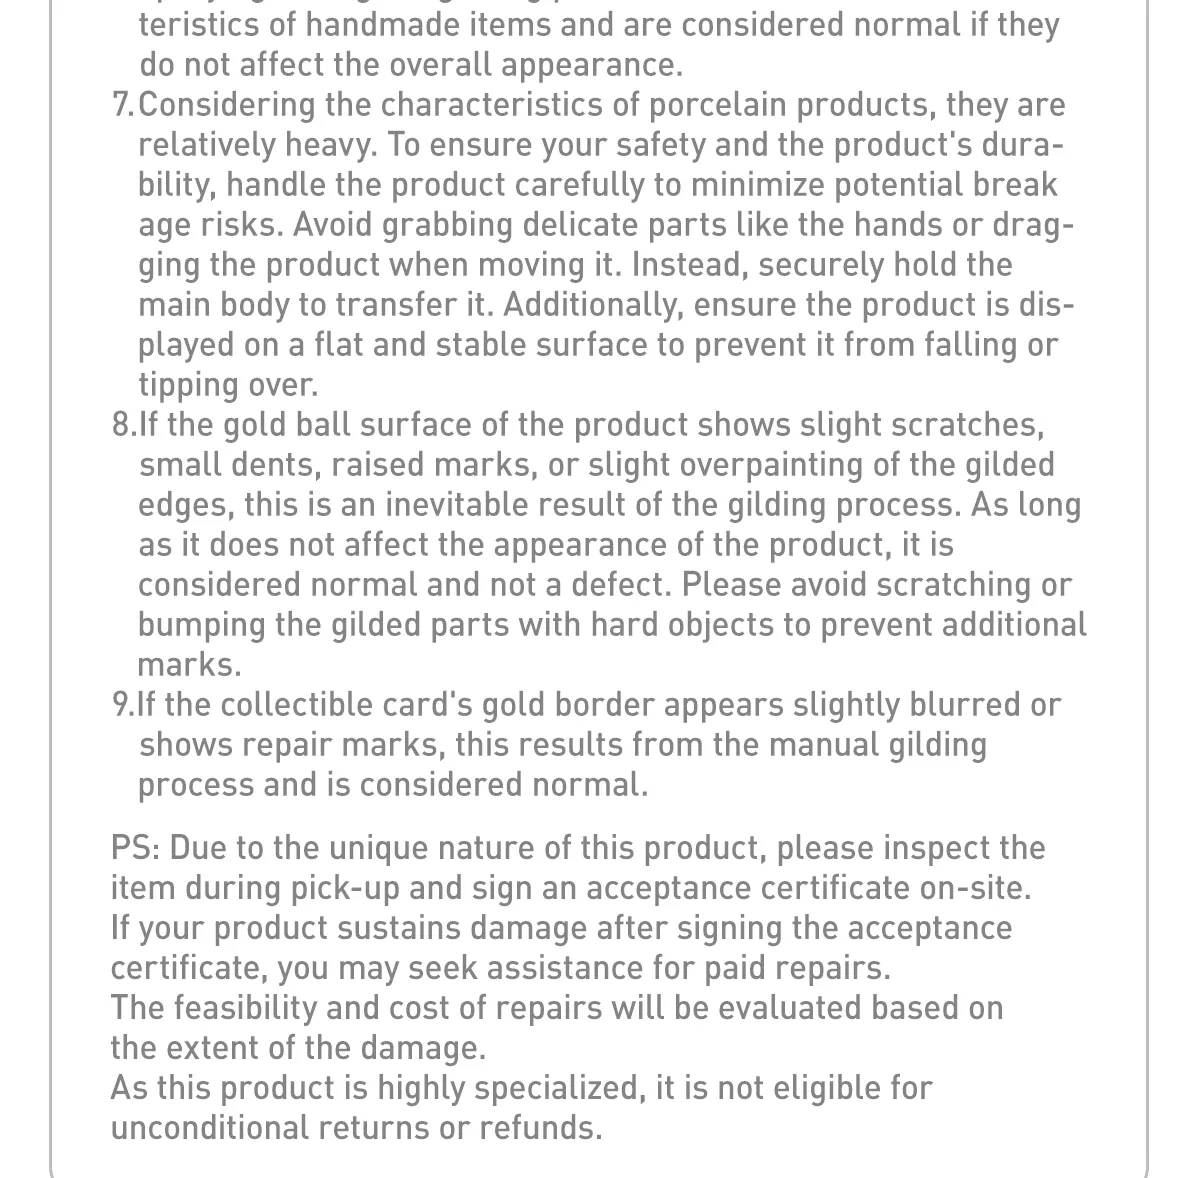 teristics of handmade items and are considered normal if they
do not affect the overall appearance.
7.Considering the characteristics of porcelain products, they are
relatively heavy. To ensure your safety and the product's dura-
bility, handle the product carefully to minimize potential break
age risks. Avoid grabbing delicate parts like the hands or drag-
ging the product when moving it. Instead, securely hold the
main body to transfer it. Additionally, ensure the product is dis-
played on a flat and stable surface to prevent it from falling or
tipping over.
8.If the gold ball surface of the product shows slight scratches,
small dents, raised marks, or slight overpainting of the gilded
edges, this is an inevitable result of the gilding process. As long
as it does not affect the appearance of the product, it is
considered normal and not a defect. Please avoid scratching or
bumping the gilded parts with hard objects to prevent additional
marks.
9.If the collectible card's gold border appears slightly blurred or
shows repair marks, this results from the manual gilding
process and is considered normal.
PS: Due to the unique nature of this product, please inspect the
item during pick-up and sign an acceptance certificate on-site.
If your product sustains damage after signing the acceptance
certificate, you may seek assistance for paid repairs.
The feasibility and cost of repairs will be evaluated based on
the extent of the damage.
As this product is highly specialized, it is not eligible for
unconditional returns or refunds.